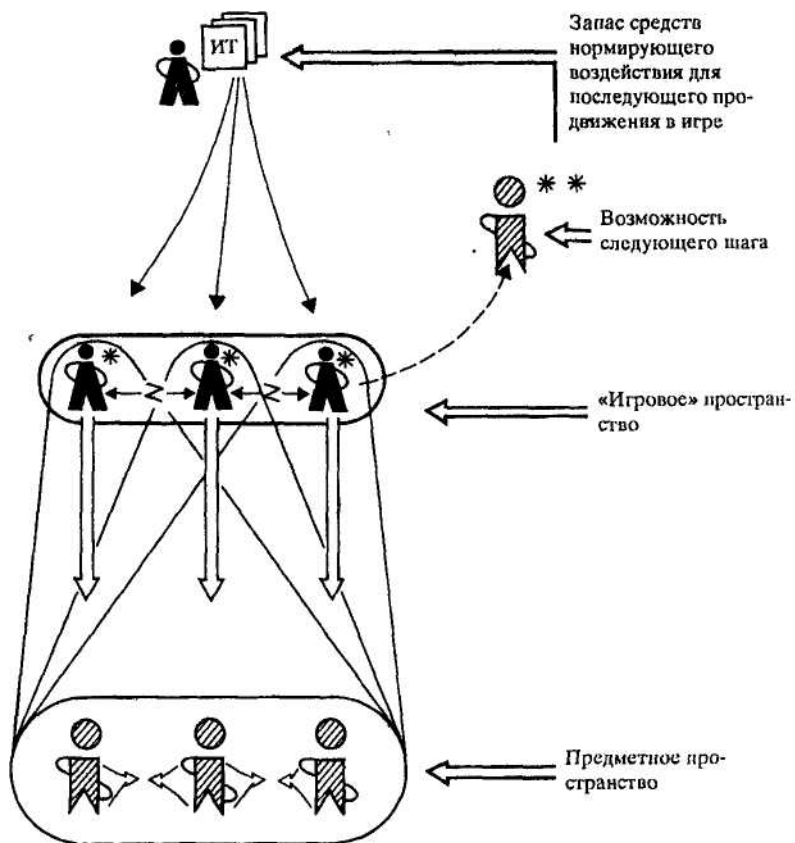 ИТ
Запас средств
нормирующего
воздействия для
последующего про-
движения в игре
Возможность
следующего шага
«Игровое» простран-
ство
Предметное про-
странство